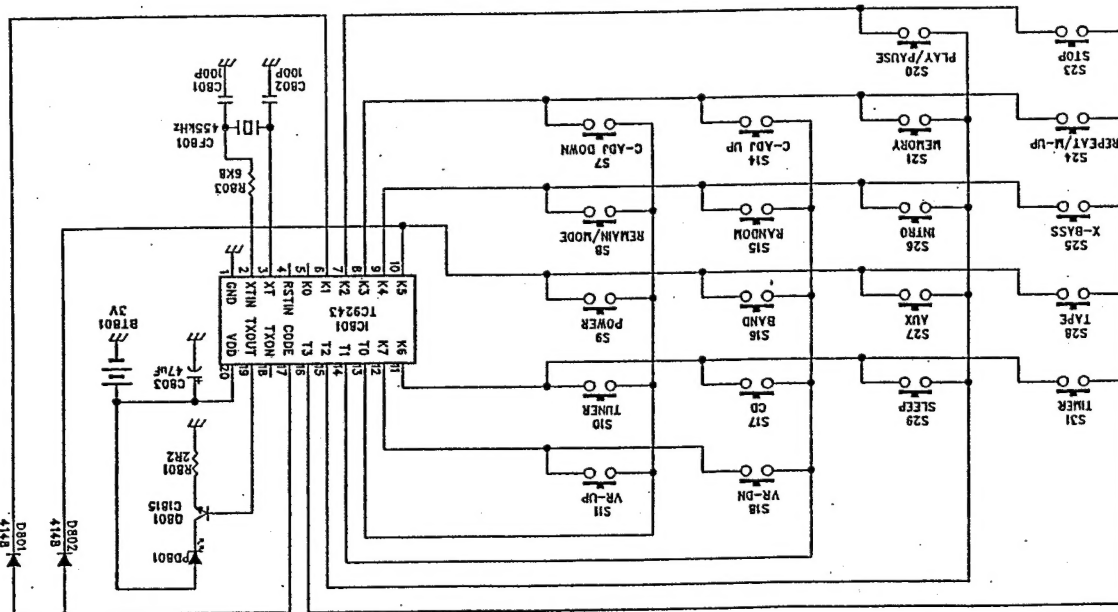 PLAY/PAUSE
S20
STOP
S23
100P
C801
100P
C802
455kHz
CF801
R803
6K8
C-ADJ DOWN
S7
C-ADJ UP
S14
MEMORY
S21
REPEAT/M-UP
S24
REMAIN/MODE
S8
RANDOM
S15
INTRO
S26
X-BASS
S25
1 2 3 4 5 6 7 8 9 10
GND XTIN XT RSTIN K0 K1 K2 K3 K4 K5
IC801
TC9243
VDD TXOUT TXON CODE T3 T2 T1 T0 K7 K6
20 19 18 17 16 15 14 13 12 11
POWER
S9
BAND
S16
AUX
S27
TAPE
S28
3V
BT801
47uF
C803
TUNER
S10
CD
S17
SLEEP
S29
TIMER
S31
2R2
R801
C1815
Q801
PD801
VR-UP
S11
VR-DN
S18
4148
D801
4148
D802